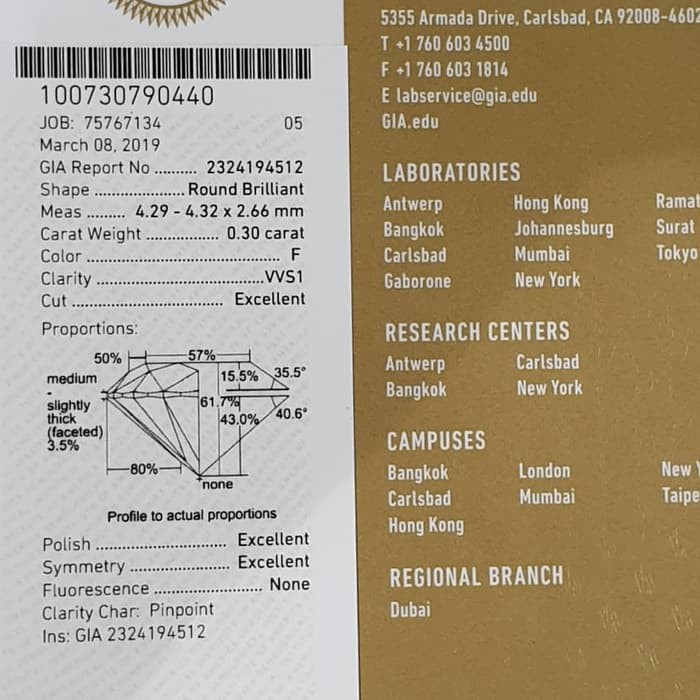 100730790440
JOB: 75767134 05
March 08, 2019
GIA Report No .......... 2324194512
Shape ..................... Round Brilliant
Meas ......... 4.29 - 4.32 x 2.66 mm
Carat Weight ................. 0.30 carat
Color ............................................ F
Clarity ....................................VVS1
Cut ............................... Excellent
Proportions:
50% 57%
medium
-
slightly
thick
(faceted)
3.5%
15.5% 35.5°
61.7%
43.0% 40.6°
80%
none
Profile to actual proportions
Polish ............................ Excellent
Symmetry ...................... Excellent
Fluorescence ....................... None
Clarity Char: Pinpoint
Ins: GIA 2324194512
5355 Armada Drive, Carlsbad, CA 92008-4602
T +1 760 603 4500
F +1 760 603 1814
E labservice@gia.edu
GIA.edu
LABORATORIES
Antwerp Hong Kong Ramat
Bangkok Johannesburg Surat
Carlsbad Mumbai Tokyo
Gaborone New York
RESEARCH CENTERS
Antwerp Carlsbad
Bangkok New York
CAMPUSES
Bangkok London New
Carlsbad Mumbai Taipe
Hong Kong
REGIONAL BRANCH
Dubai